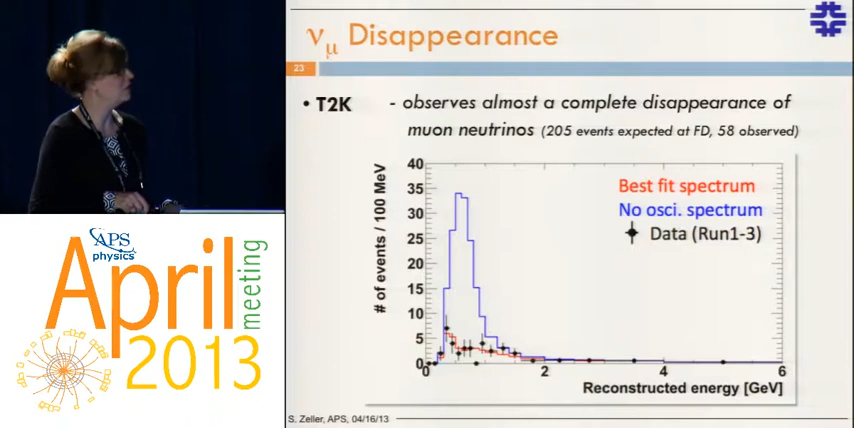 νμ Disappearance
23
• T2K - observes almost a complete disappearance of
muon neutrinos (205 events expected at FD, 58 observed)
# of events / 100 MeV
40
35
30
25
20
15
10
5
0
0 2 4 6
Reconstructed energy [GeV]
Best fit spectrum
No osci. spectrum
Data (Run1-3)
S. Zeller, APS, 04/16/13
APS
physics
April
meeting
2013